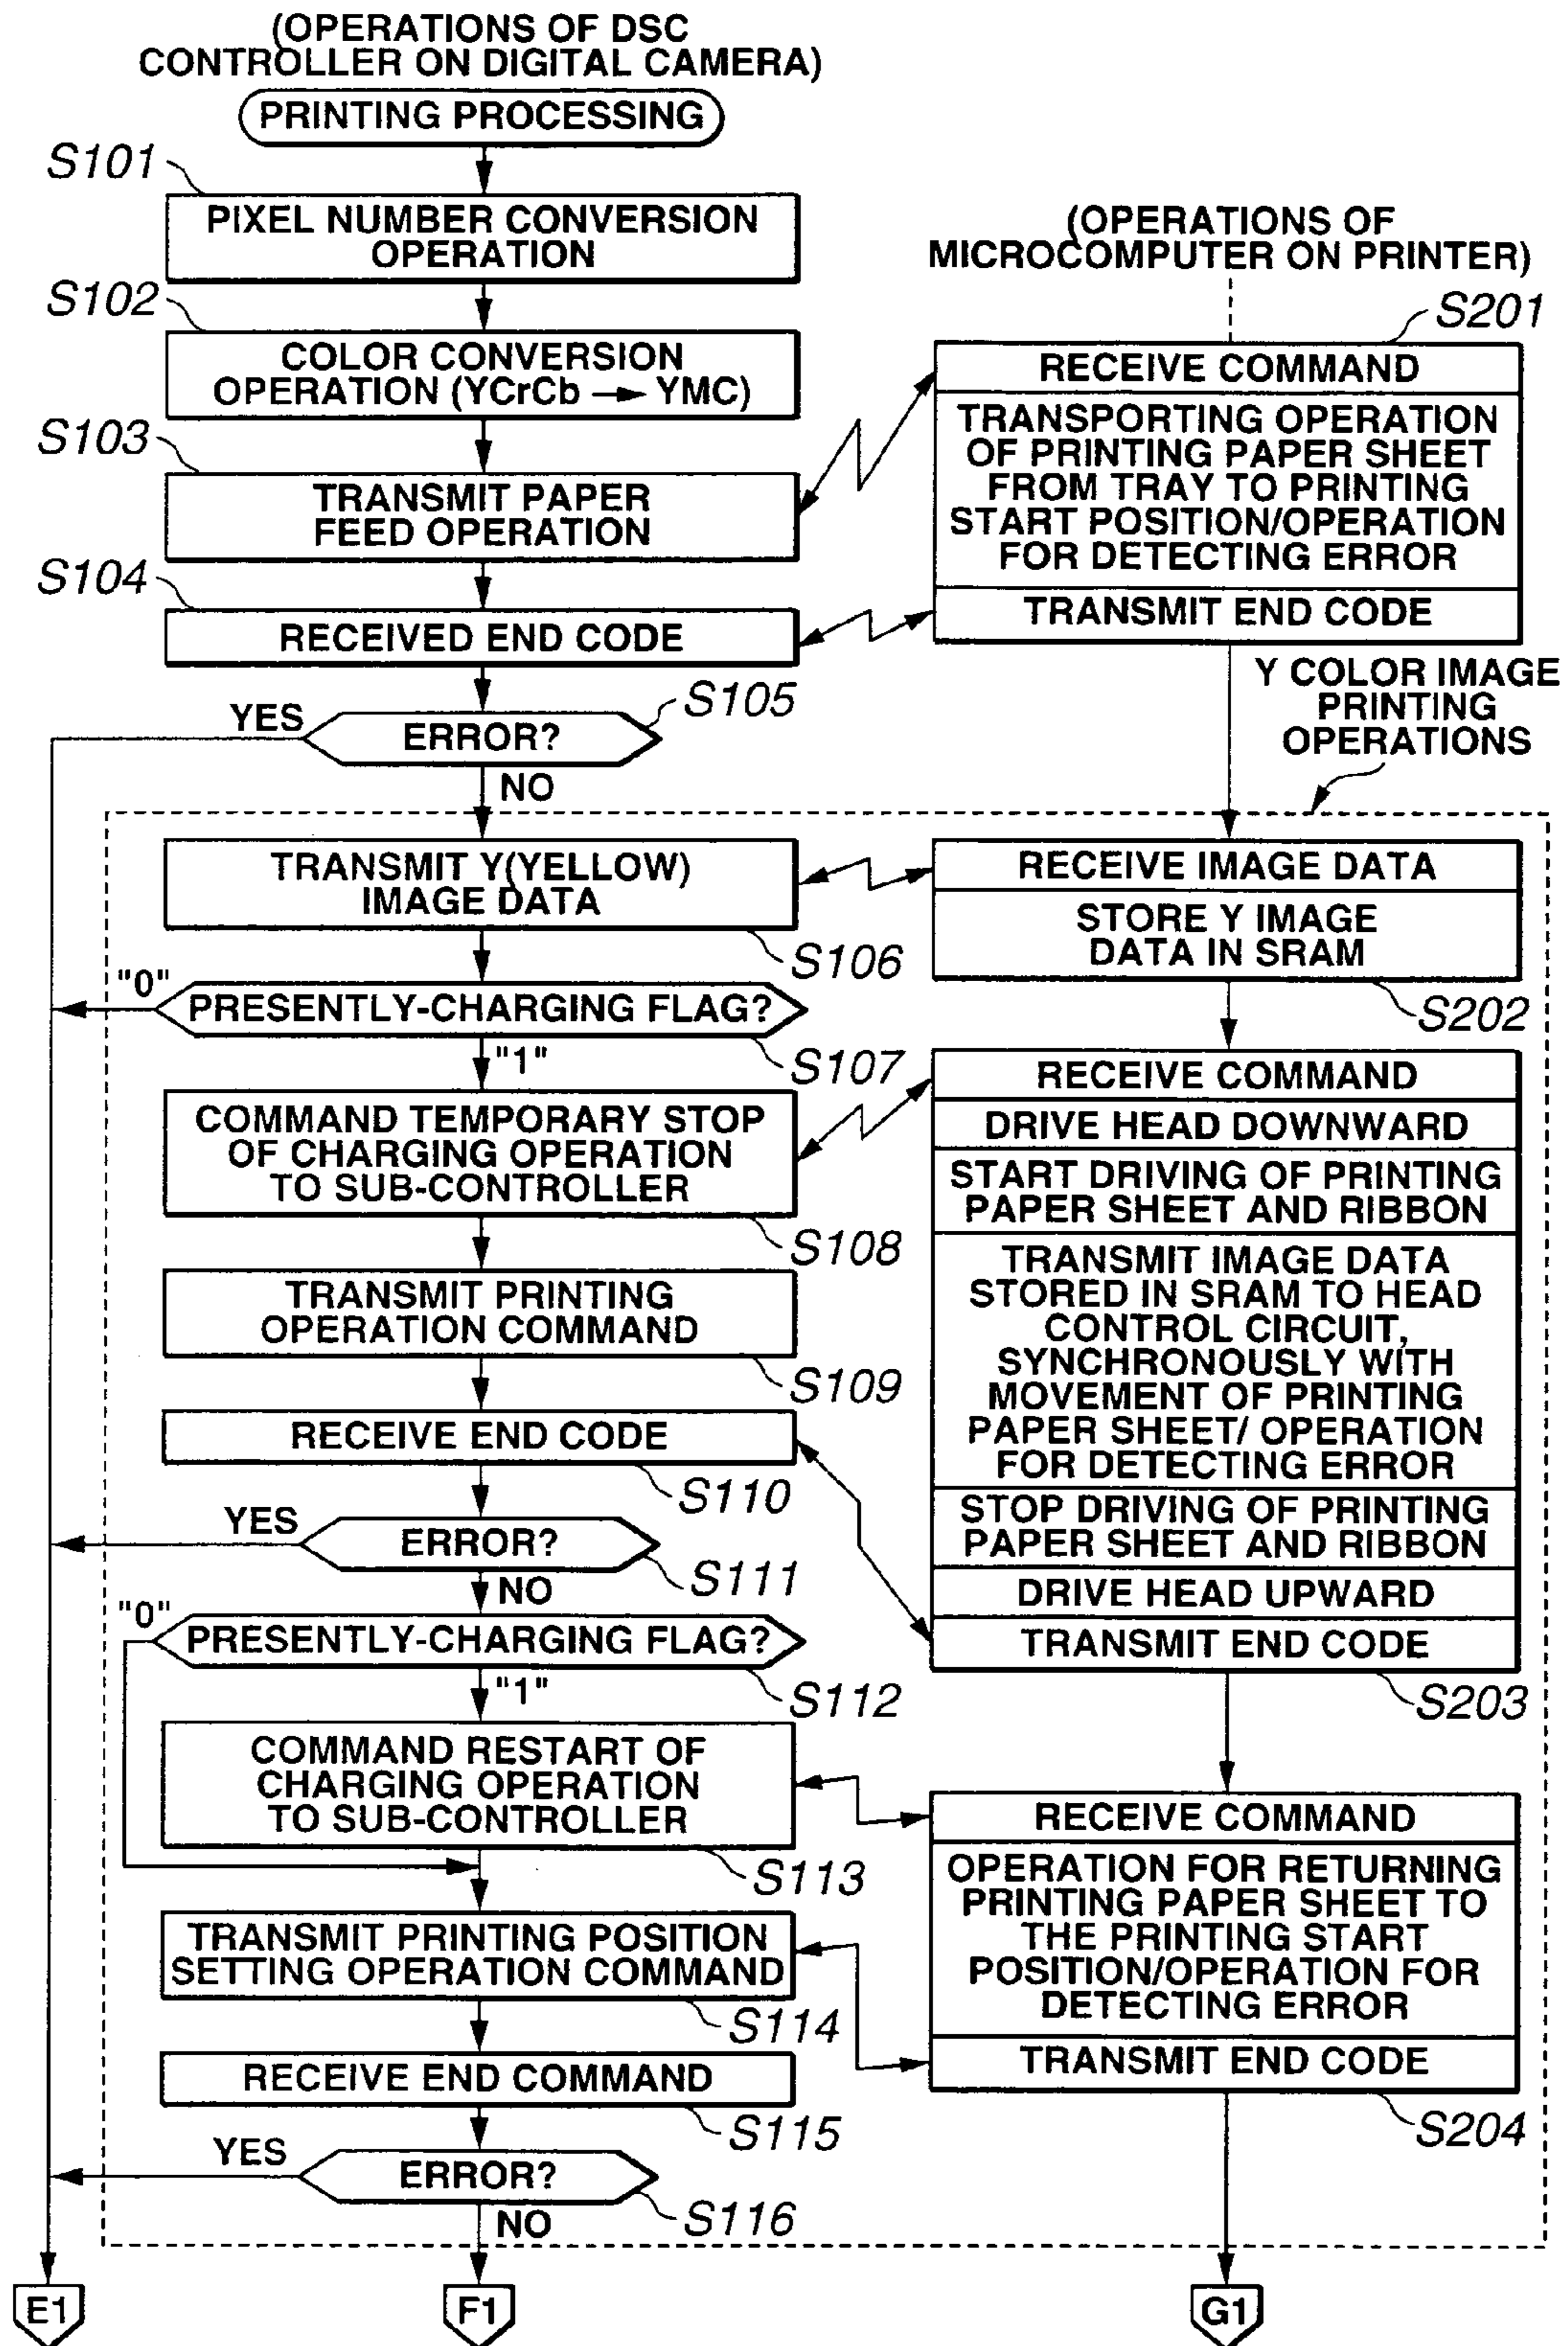 (OPERATIONS OF DSC
CONTROLLER ON DIGITAL CAMERA)
PRINTING PROCESSING
S101
PIXEL NUMBER CONVERSION
OPERATION
S102
COLOR CONVERSION
OPERATION (YCrCb → YMC)
S103
TRANSMIT PAPER
FEED OPERATION
S104
RECEIVED END CODE
S105
ERROR?
YES
NO
TRANSMIT Y(YELLOW)
IMAGE DATA
S106
"0"
PRESENTLY-CHARGING FLAG?
S107
"1"
COMMAND TEMPORARY STOP
OF CHARGING OPERATION
TO SUB-CONTROLLER
S108
TRANSMIT PRINTING
OPERATION COMMAND
S109
RECEIVE END CODE
S110
YES
ERROR?
S111
NO
"0"
PRESENTLY-CHARGING FLAG?
S112
"1"
COMMAND RESTART OF
CHARGING OPERATION
TO SUB-CONTROLLER
S113
TRANSMIT PRINTING POSITION
SETTING OPERATION COMMAND
S114
RECEIVE END COMMAND
S115
YES
ERROR?
S116
NO
E1
F1
(OPERATIONS OF
MICROCOMPUTER ON PRINTER)
S201
RECEIVE COMMAND
TRANSPORTING OPERATION
OF PRINTING PAPER SHEET
FROM TRAY TO PRINTING
START POSITION/OPERATION
FOR DETECTING ERROR
TRANSMIT END CODE
Y COLOR IMAGE
PRINTING
OPERATIONS
RECEIVE IMAGE DATA
STORE Y IMAGE
DATA IN SRAM
S202
RECEIVE COMMAND
DRIVE HEAD DOWNWARD
START DRIVING OF PRINTING
PAPER SHEET AND RIBBON
TRANSMIT IMAGE DATA
STORED IN SRAM TO HEAD
CONTROL CIRCUIT,
SYNCHRONOUSLY WITH
MOVEMENT OF PRINTING
PAPER SHEET/ OPERATION
FOR DETECTING ERROR
STOP DRIVING OF PRINTING
PAPER SHEET AND RIBBON
DRIVE HEAD UPWARD
TRANSMIT END CODE
S203
RECEIVE COMMAND
OPERATION FOR RETURNING
PRINTING PAPER SHEET TO
THE PRINTING START
POSITION/OPERATION FOR
DETECTING ERROR
TRANSMIT END CODE
S204
G1